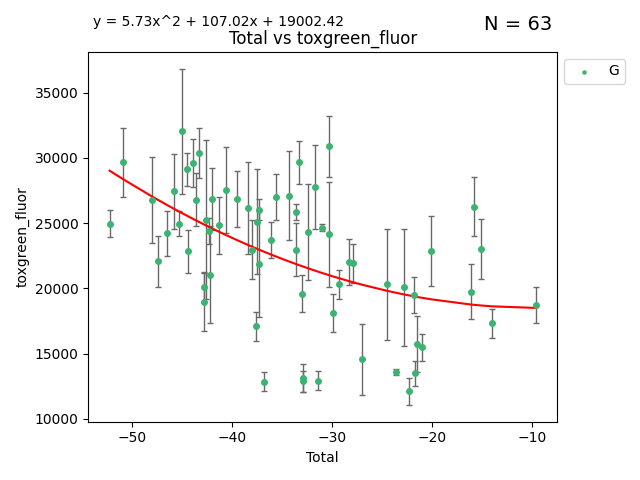 y = 5.73x^2 + 107.02x + 19002.42
N = 63
Total vs toxgreen_fluor
G
35000
30000
25000
20000
15000
10000
toxgreen_fluor
−50
−40
−30
−20
−10
Total